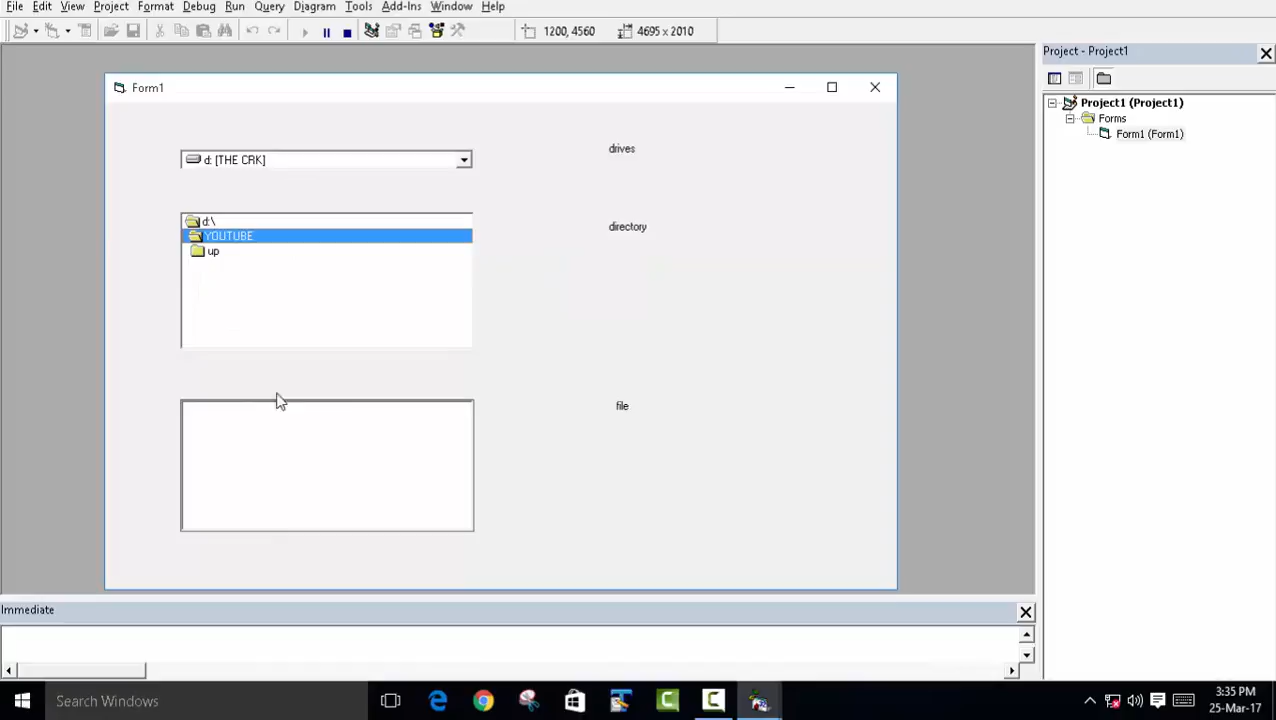 File Edit View Project Format Debug Run Query Diagram Tools Add-Ins Window Help
1200, 4560 4695 x 2010
Project - Project1
Form1
Project1 (Project1)
Forms
Form1 (Form1)
d: [THE CRK]
drives
d:\
directory
YOUTUBE
up
file
Immediate
Search Windows
3:35 PM
25-Mar-17